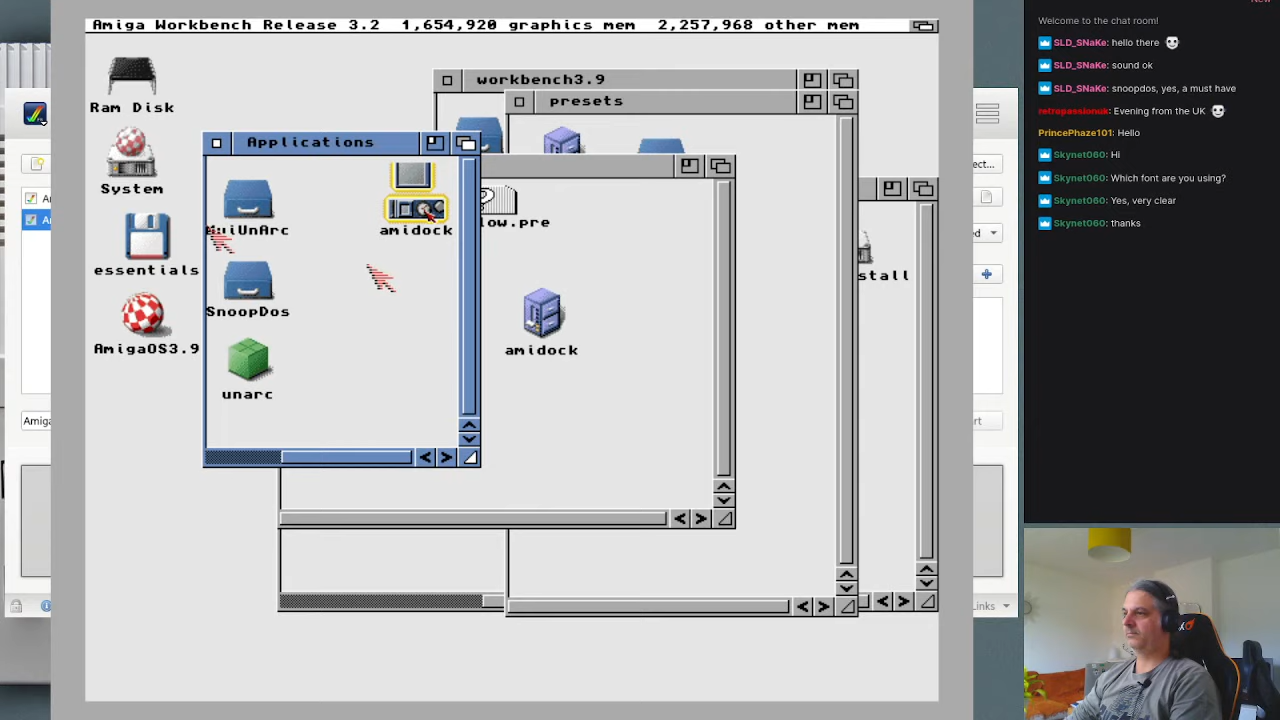 Amiga Workbench Release 3.2 1,654,920 graphics mem 2,257,968 other mem
Ram Disk
System
essentials
AmigaOS3.9
workbench3.9
presets
Applications
amidock
SnoopDos
unarc
low.pre
amidock
stall
ect...
Amiga
Links
Welcome to the chat room!
SLD_SNaKe: hello there
SLD_SNaKe: sound ok
SLD_SNaKe: snoopdos, yes, a must have
retropassionuk: Evening from the UK
PrincePhaze101: Hello
Skynet060: Hi
Skynet060: Which font are you using?
Skynet060: Yes, very clear
Skynet060: thanks